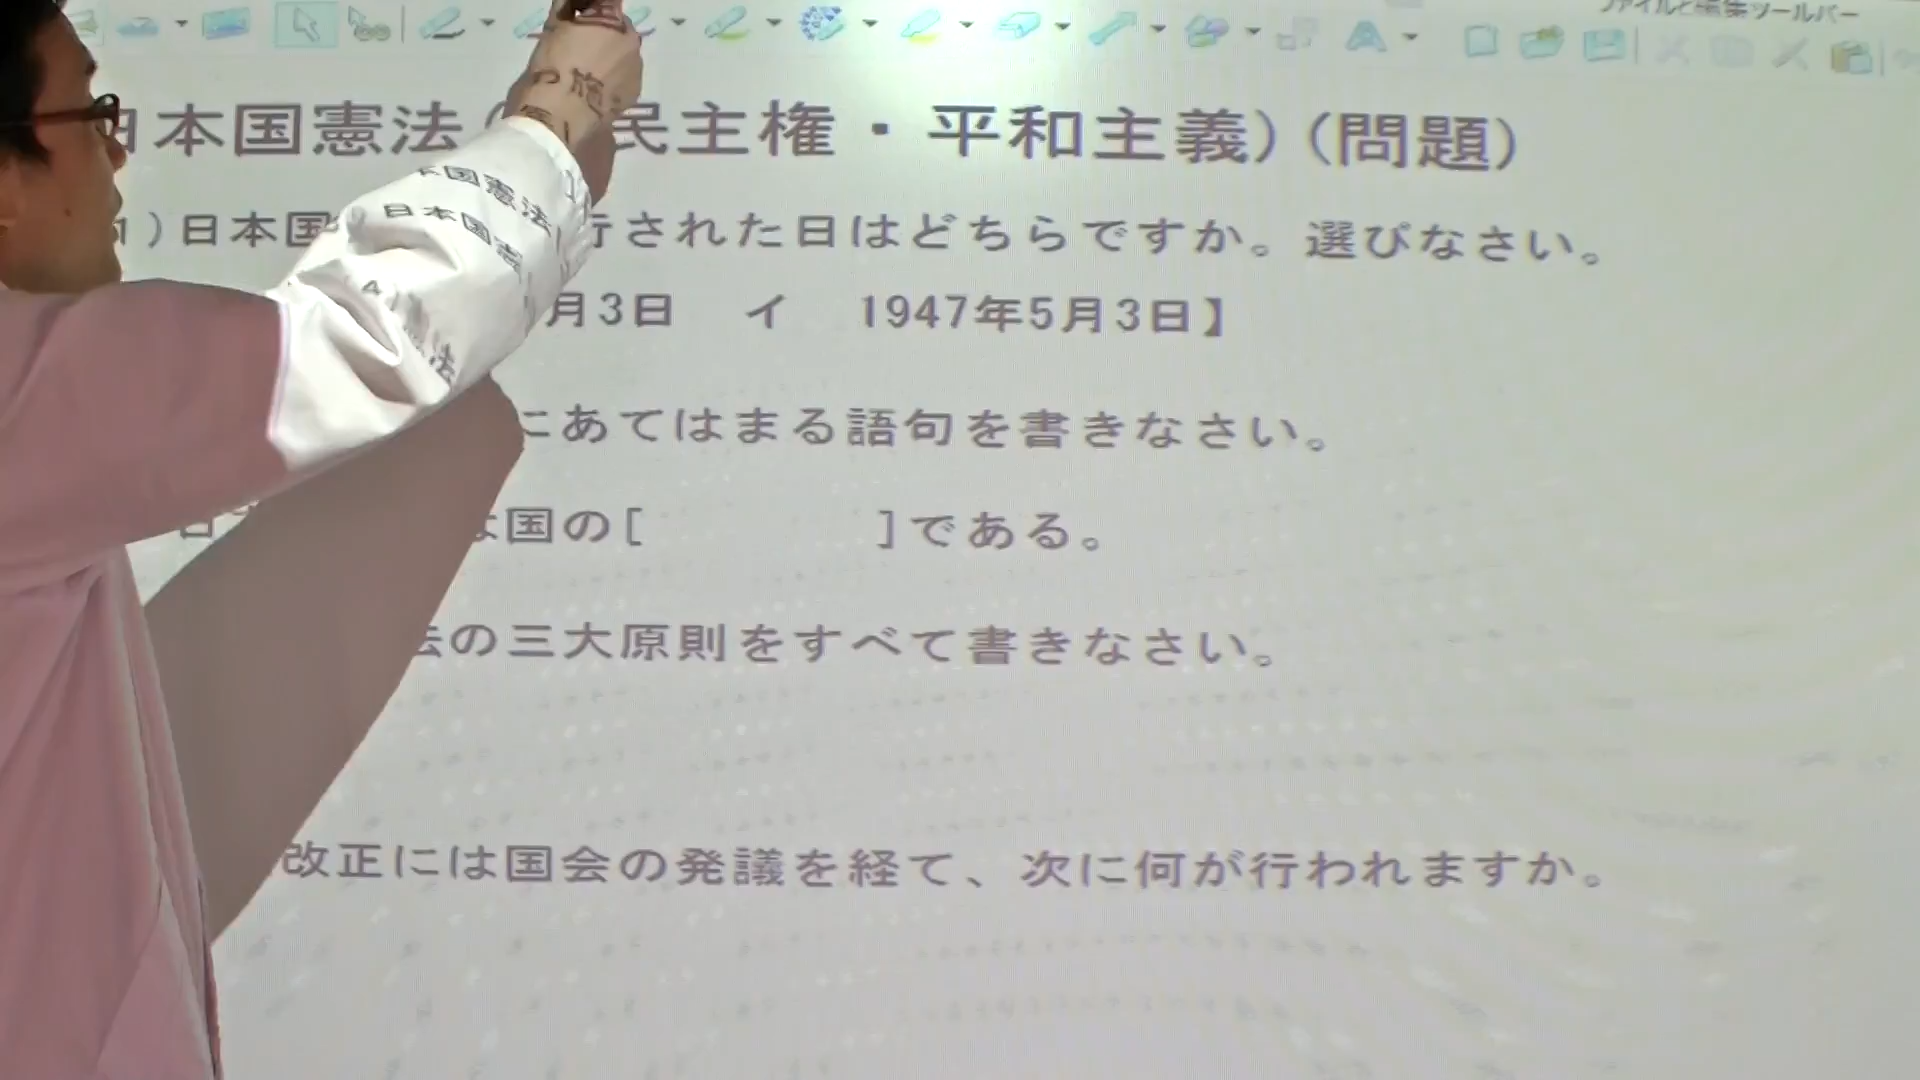 ファイルと編集ツールバー
日本国憲法(民主権・平和主義)(問題)
1)日本国行された日はどちらですか。選びなさい。
月3日 イ 1947年5月3日】
にあてはまる語句を書きなさい。
は国の[ ]である。
法の三大原則をすべて書きなさい。
改正には国会の発議を経て、次に何が行われますか。